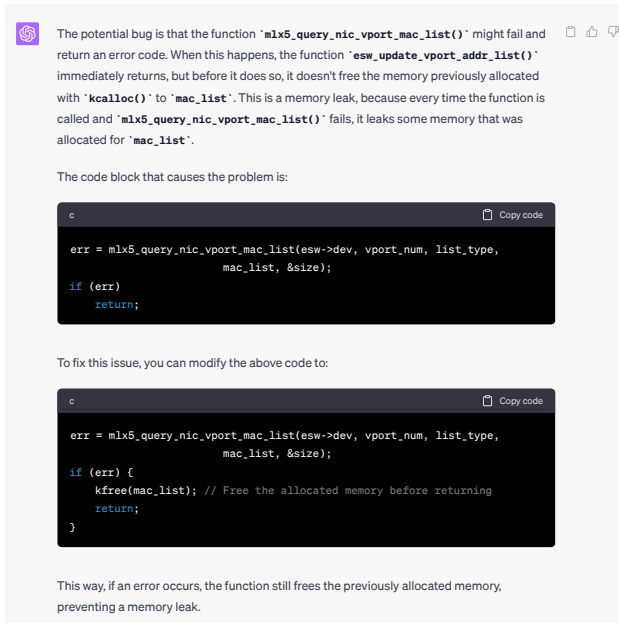 The potential bug is that the function `mlx5_query_nic_vport_mac_list()` might fail and
return an error code. When this happens, the function `esw_update_vport_addr_list()`
immediately returns, but before it does so, it doesn't free the memory previously allocated
with `kcalloc()` to `mac_list`. This is a memory leak, because every time the function is
called and `mlx5_query_nic_vport_mac_list()` fails, it leaks some memory that was
allocated for `mac_list`.
The code block that causes the problem is:
c Copy code
err = mlx5_query_nic_vport_mac_list(esw->dev, vport_num, list_type,
mac_list, &size);
if (err)
return;
To fix this issue, you can modify the above code to:
c Copy code
err = mlx5_query_nic_vport_mac_list(esw->dev, vport_num, list_type,
mac_list, &size);
if (err) {
kfree(mac_list); // Free the allocated memory before returning
return;
}
This way, if an error occurs, the function still frees the previously allocated memory,
preventing a memory leak.